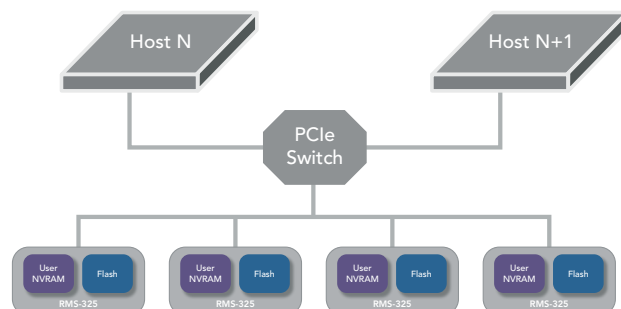 Host N
Host N+1
PCIe
Switch
User
NVRAM
Flash
RMS-325
User
NVRAM
Flash
RMS-325
User
NVRAM
Flash
RMS-325
User
NVRAM
Flash
RMS-325